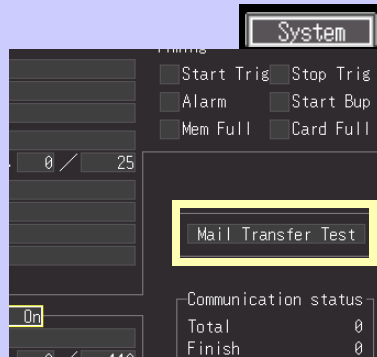 System
Timing
Start Trig Stop Trig
Alarm Start Bup
Mem Full Card Full
0 / 25
Mail Transfer Test
Communication status
On
Total 0
Finish 0